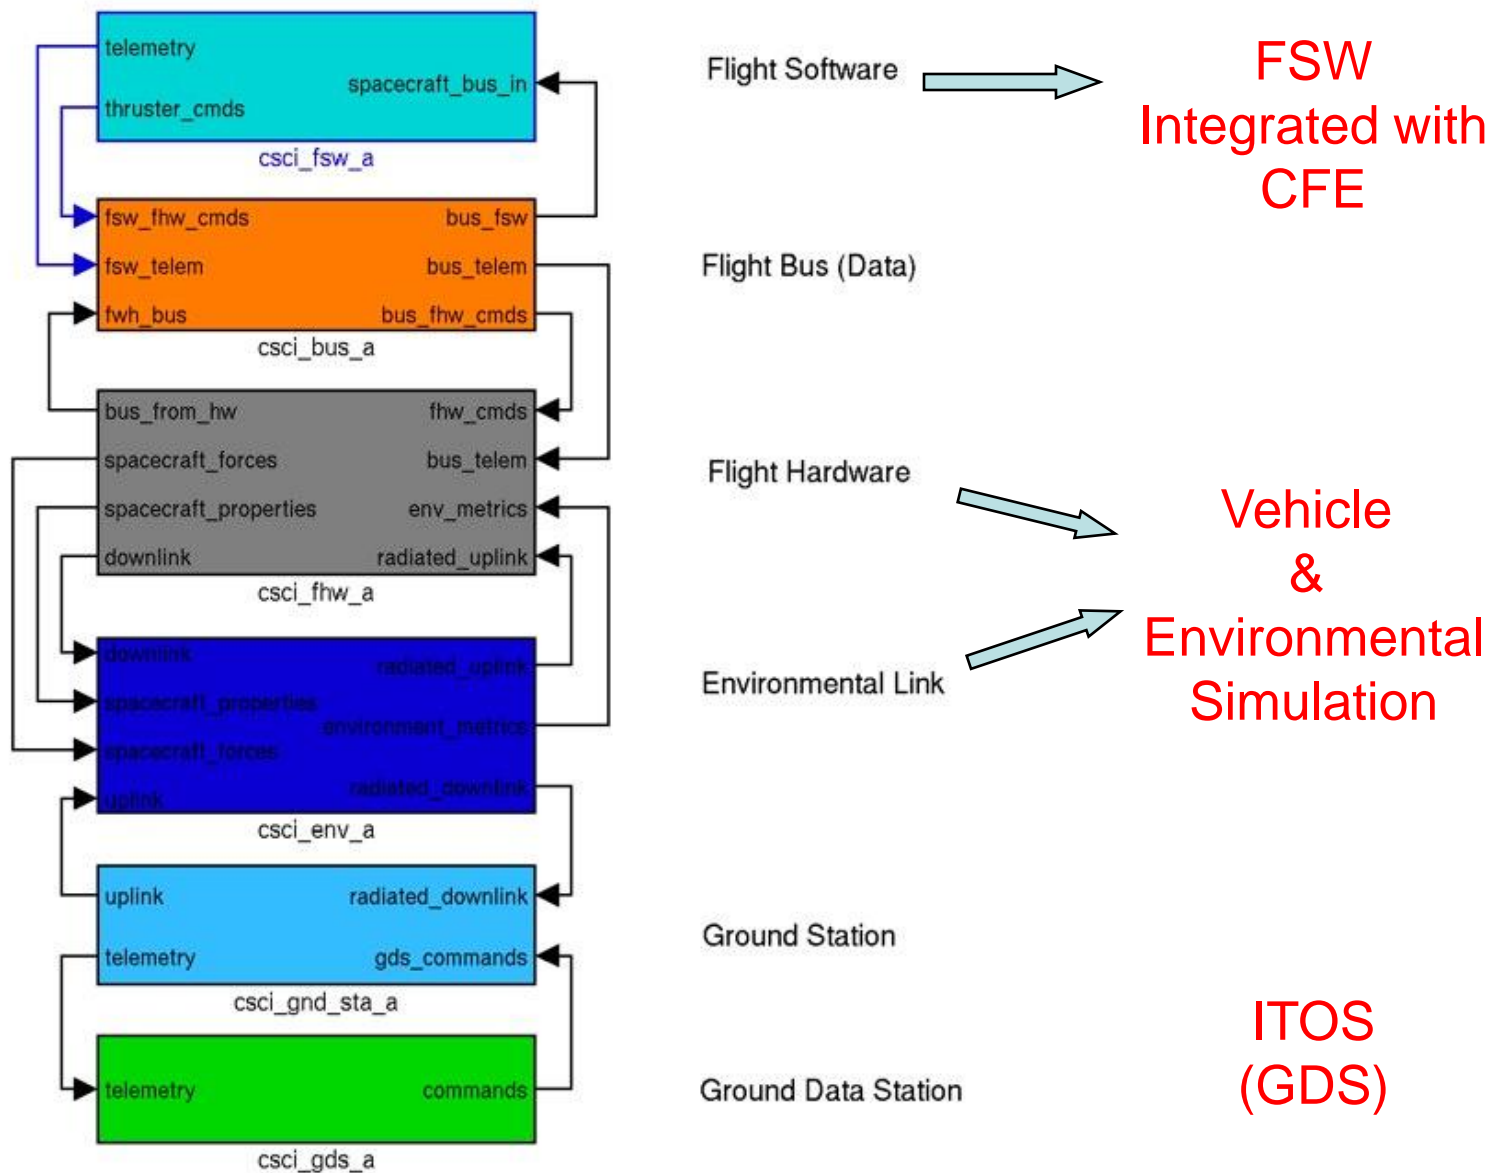 telemetry
spacecraft_bus_in
thruster_cmds
csci_fsw_a
Flight Software
FSW
Integrated with
CFE
fsw_fhw_cmds
bus_fsw
fsw_telem
bus_telem
fwh_bus
bus_fhw_cmds
csci_bus_a
Flight Bus (Data)
bus_from_hw
fhw_cmds
spacecraft_forces
bus_telem
spacecraft_properties
env_metrics
downlink
radiated_uplink
csci_fhw_a
Flight Hardware
Vehicle
&
Environmental
Simulation
downlink
radiated_uplink
spacecraft_properties
environment_metrics
spacecraft_forces
radiated_downlink
uplink
csci_env_a
Environmental Link
uplink
radiated_downlink
telemetry
gds_commands
csci_gnd_sta_a
Ground Station
telemetry
commands
csci_gds_a
Ground Data Station
ITOS
(GDS)